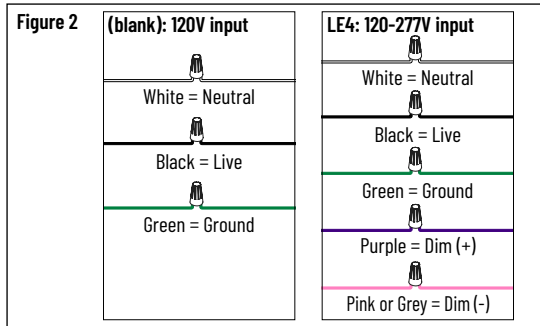 Figure 2
(blank): 120V input
White = Neutral
Black = Live
Green = Ground
LE4: 120-277V input
White = Neutral
Black = Live
Green = Ground
Purple = Dim (+)
Pink or Grey = Dim (-)